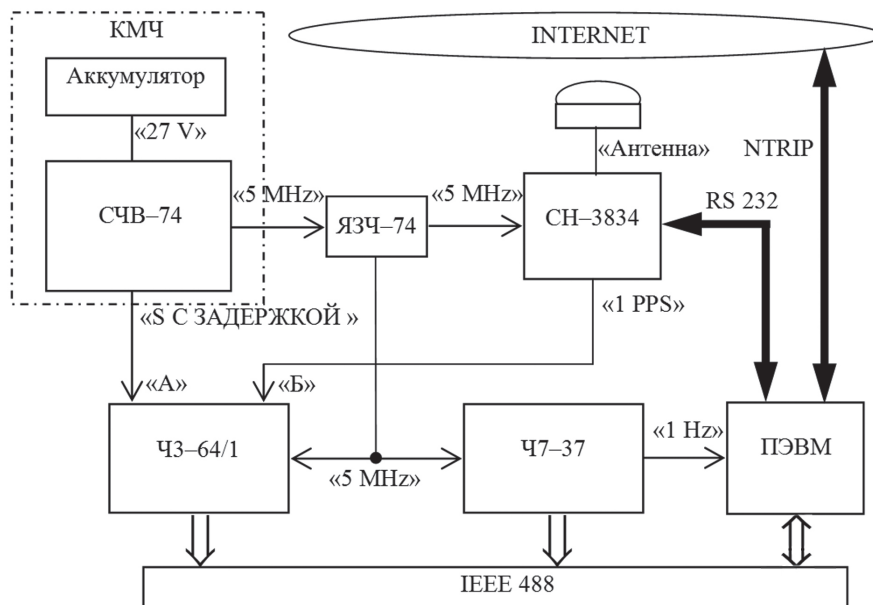 КМЧ
INTERNET
Аккумулятор
«27 V»
«Антенна»
NTRIP
СЧВ–74
«5 MHz»
ЯЗЧ–74
«5 MHz»
СН–3834
RS 232
«S С ЗАДЕРЖКОЙ »
«1 PPS»
«А»
«Б»
Ч3–64/1
«5 MHz»
Ч7–37
«1 Hz»
ПЭВМ
IEEE 488